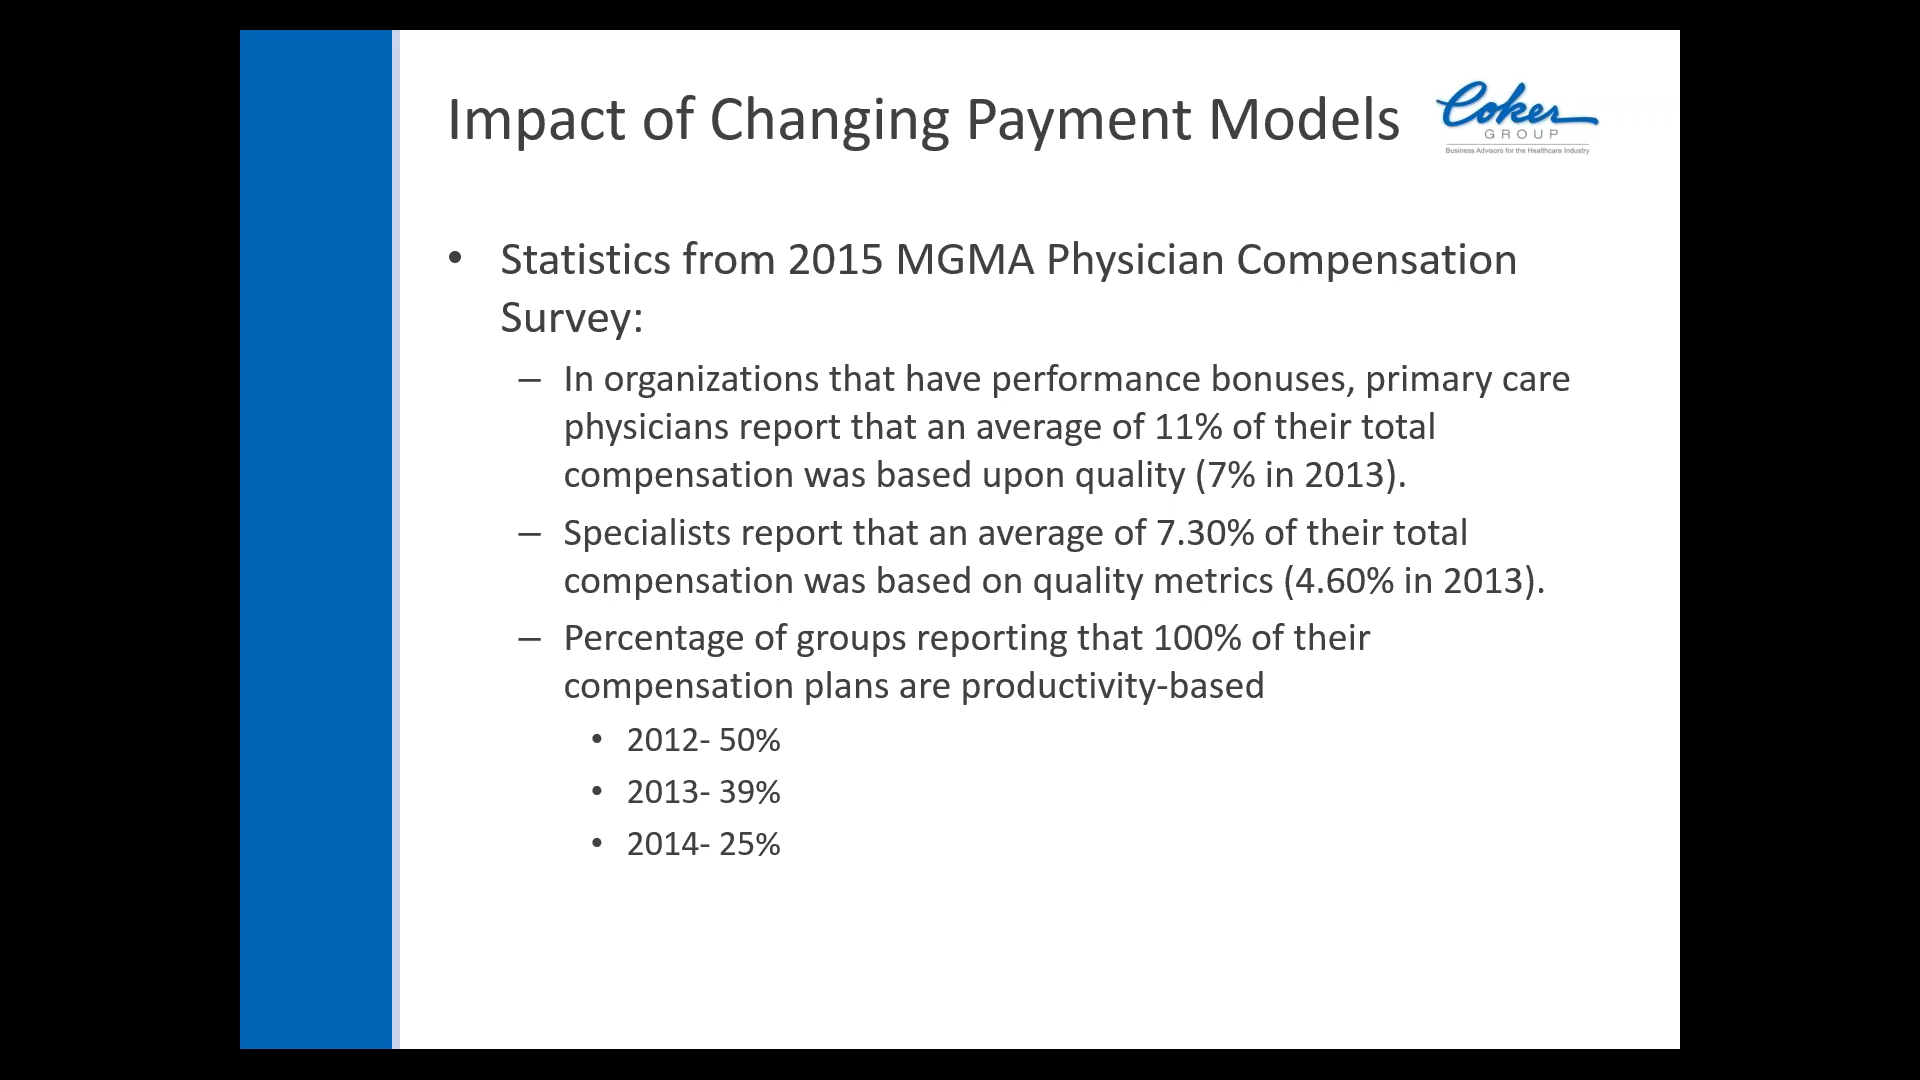 Impact of Changing Payment Models
Coker
GROUP
Business Advisors for the Healthcare Industry
• Statistics from 2015 MGMA Physician Compensation
Survey:
– In organizations that have performance bonuses, primary care
physicians report that an average of 11% of their total
compensation was based upon quality (7% in 2013).
– Specialists report that an average of 7.30% of their total
compensation was based on quality metrics (4.60% in 2013).
– Percentage of groups reporting that 100% of their
compensation plans are productivity-based
• 2012- 50%
• 2013- 39%
• 2014- 25%